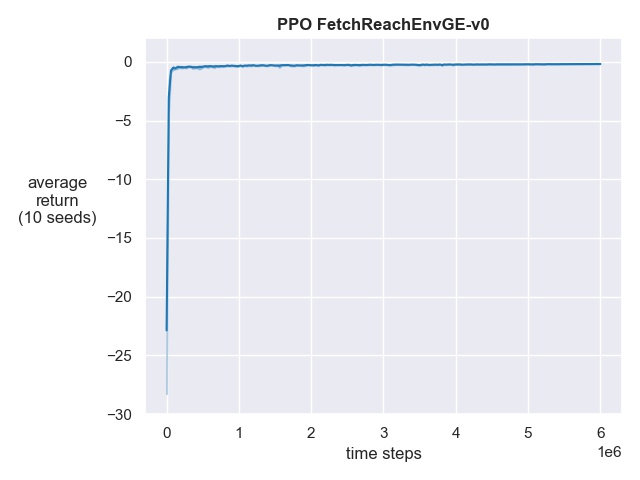 PPO FetchReachEnvGE-v0
0
−5
−10
−15
−20
−25
−30
average
return
(10 seeds)
0 1 2 3 4 5 6
1e6
time steps